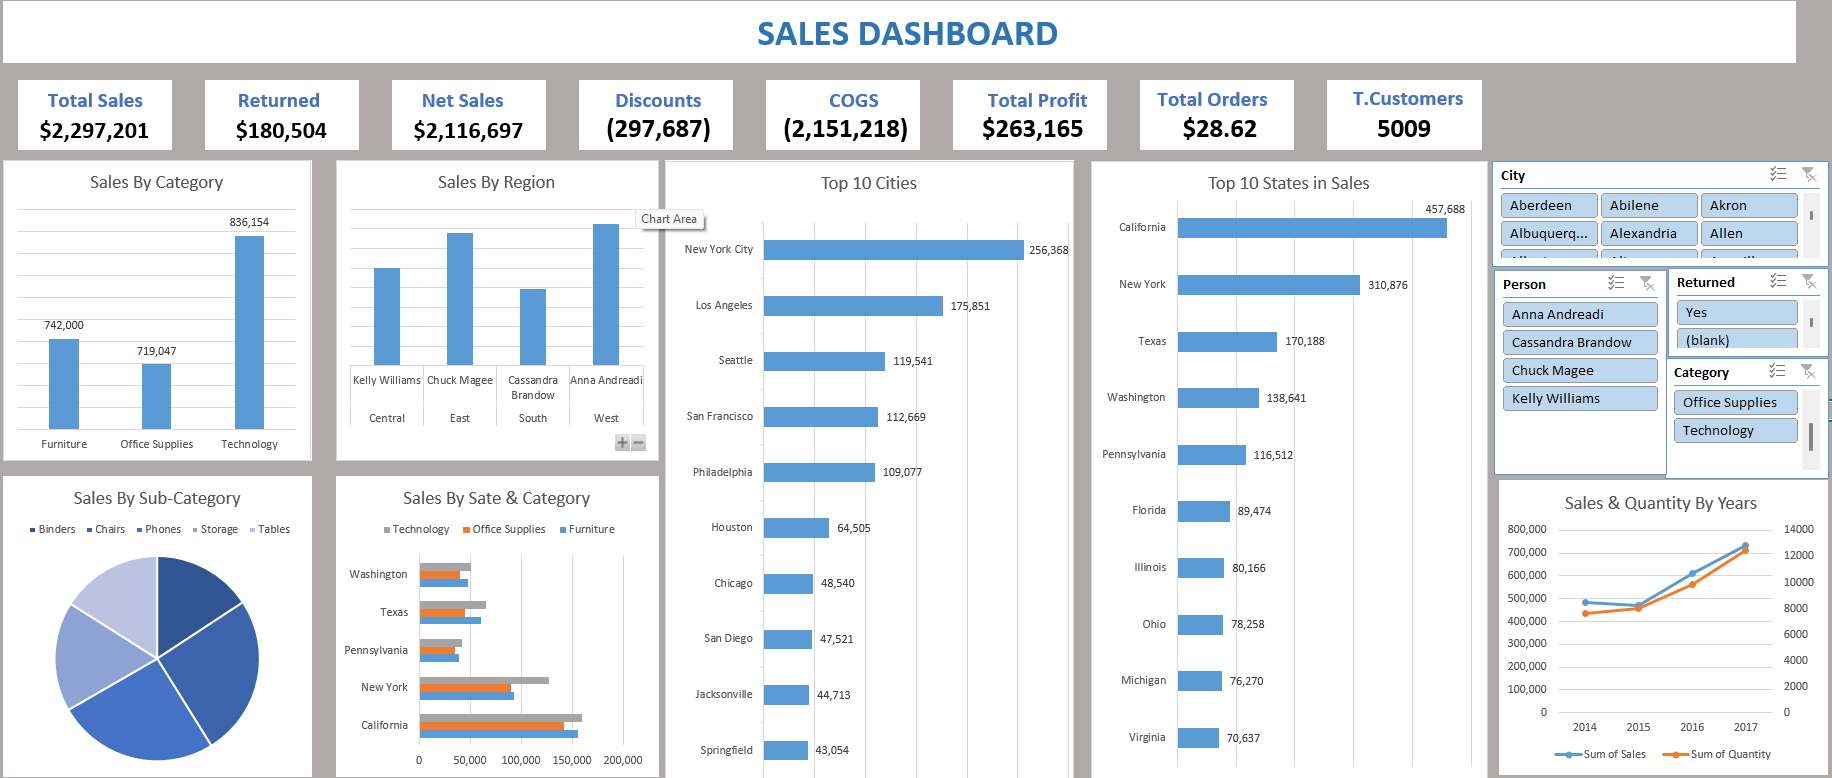 SALES DASHBOARD
Total Sales
$2,297,201
Returned
$180,504
Net Sales
$2,116,697
Discounts
(297,687)
COGS
(2,151,218)
Total Profit
$263,165
Total Orders
$28.62
T.Customers
5009
Sales By Category
742,000
719,047
836,154
Furniture
Office Supplies
Technology
Sales By Region
Chart Area
Kelly Williams
Chuck Magee
Cassandra
Brandow
Anna Andreadi
Central
East
South
West
Top 10 Cities
New York City
256,368
Los Angeles
175,851
Seattle
119,541
San Francisco
112,669
Philadelphia
109,077
Houston
64,505
Chicago
48,540
San Diego
47,521
Jacksonville
44,713
Springfield
43,054
Top 10 States in Sales
California
457,688
New York
310,876
Texas
170,188
Washington
138,641
Pennsylvania
116,512
Florida
89,474
Illinois
80,166
Ohio
78,258
Michigan
76,270
Virginia
70,637
City
Aberdeen
Abilene
Akron
Albuquerq...
Alexandria
Allen
Person
Anna Andreadi
Cassandra Brandow
Chuck Magee
Kelly Williams
Returned
Yes
(blank)
Category
Office Supplies
Technology
Sales By Sub-Category
Binders
Chairs
Phones
Storage
Tables
Sales By Sate & Category
Technology
Office Supplies
Furniture
Washington
Texas
Pennsylvania
New York
California
0
50,000
100,000
150,000
200,000
Sales & Quantity By Years
800,000
700,000
600,000
500,000
400,000
300,000
200,000
100,000
0
14000
12000
10000
8000
6000
4000
2000
0
2014
2015
2016
2017
Sum of Sales
Sum of Quantity